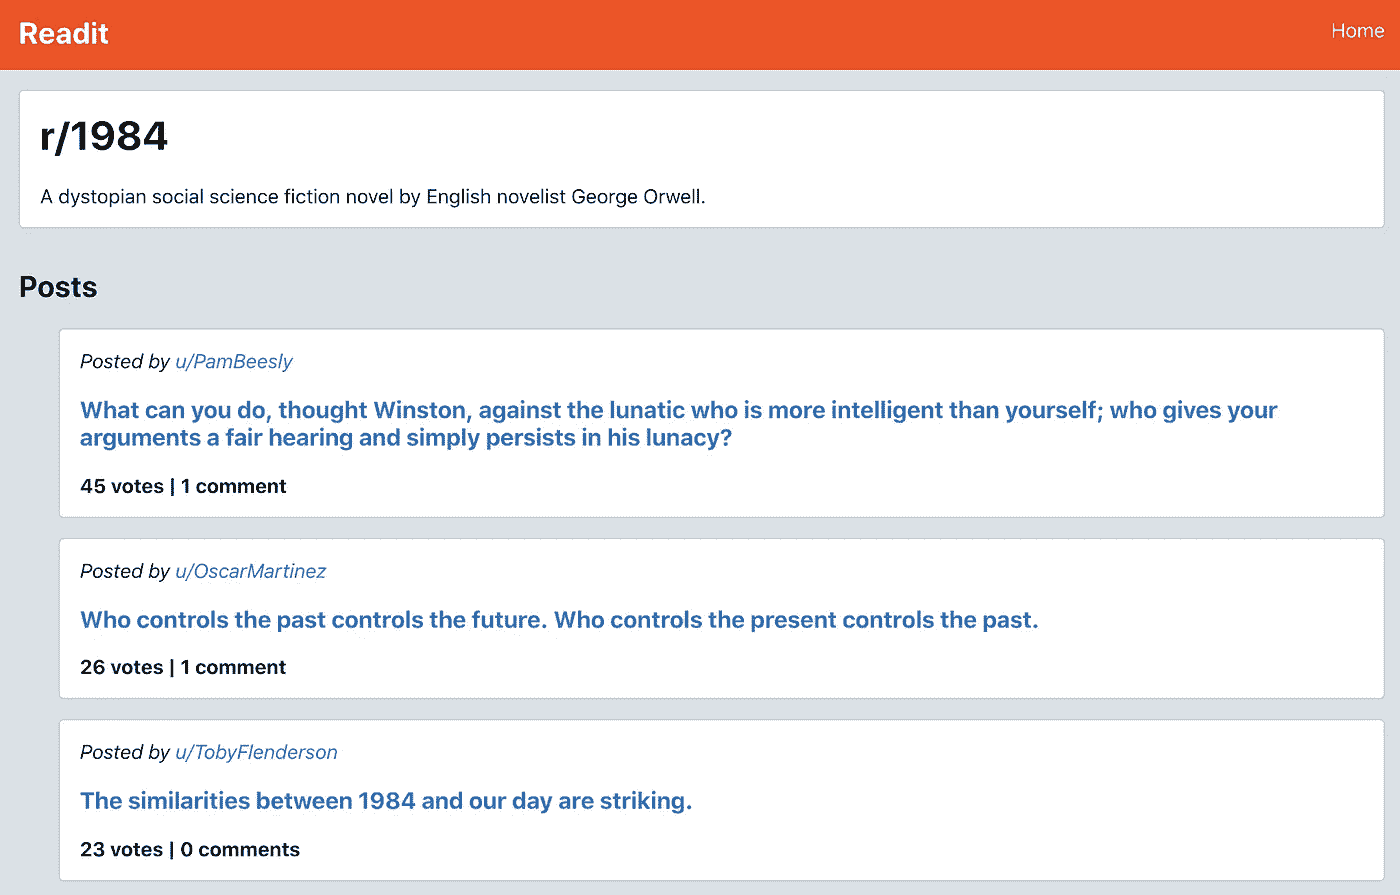 Readit
Home
r/1984
A dystopian social science fiction novel by English novelist George Orwell.
Posts
Posted by u/PamBeesly
What can you do, thought Winston, against the lunatic who is more intelligent than yourself; who gives your
arguments a fair hearing and simply persists in his lunacy?
45 votes | 1 comment
Posted by u/OscarMartinez
Who controls the past controls the future. Who controls the present controls the past.
26 votes | 1 comment
Posted by u/TobyFlenderson
The similarities between 1984 and our day are striking.
23 votes | 0 comments